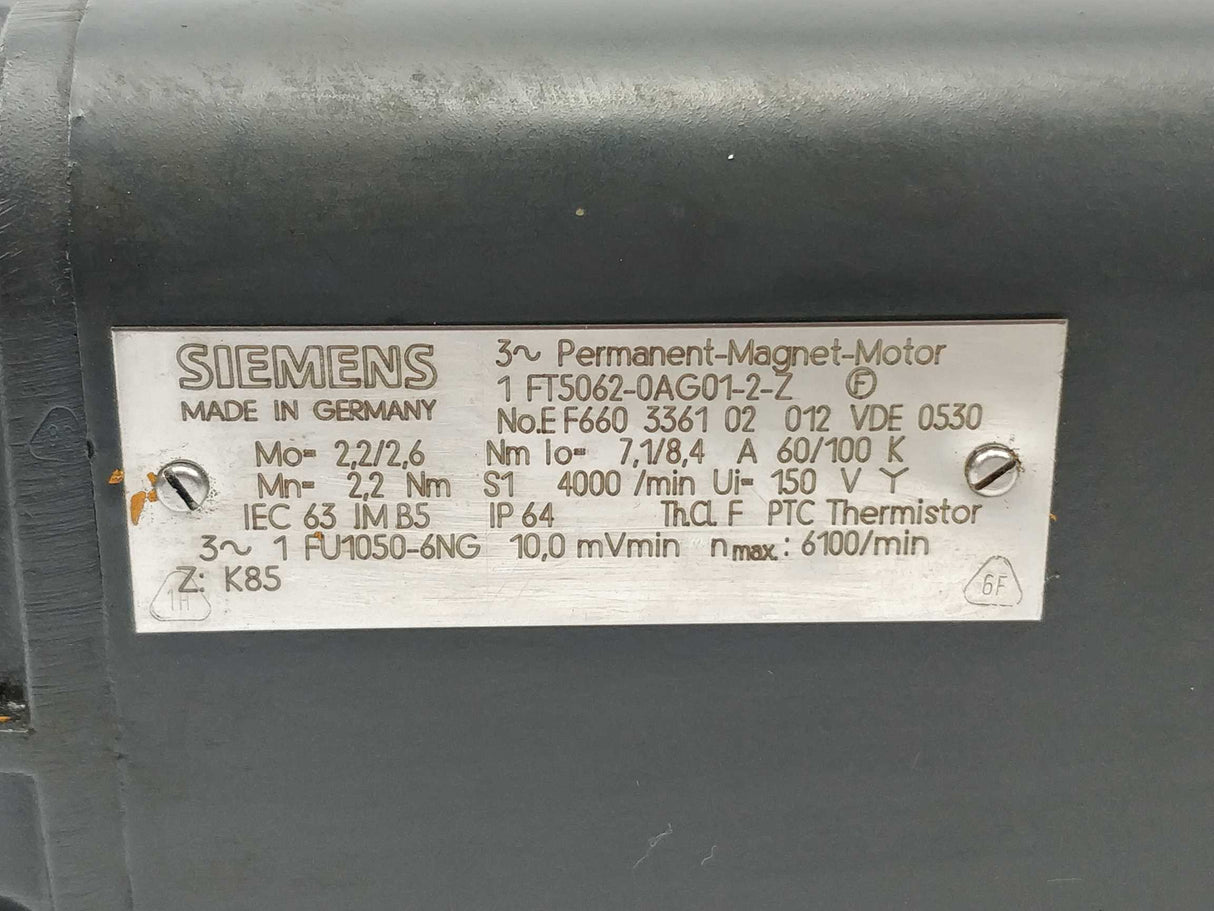 SIEMENS
MADE IN GERMANY
3~ Permanent-Magnet-Motor
1 FT5062-0AG01-2-Z F
No.E F660 3361 02 012 VDE 0530
Mo= 2,2/2,6 Nm Io= 7,1/8,4 A 60/100 K
Mn= 2,2 Nm S1 4000 /min Ui= 150 V Y
IEC 63 IM B5 IP 64 Th.Cl. F PTC Thermistor
3~ 1 FU1050-6NG 10,0 mVmin nmax.: 6100/min
Z: K85
1H
6F